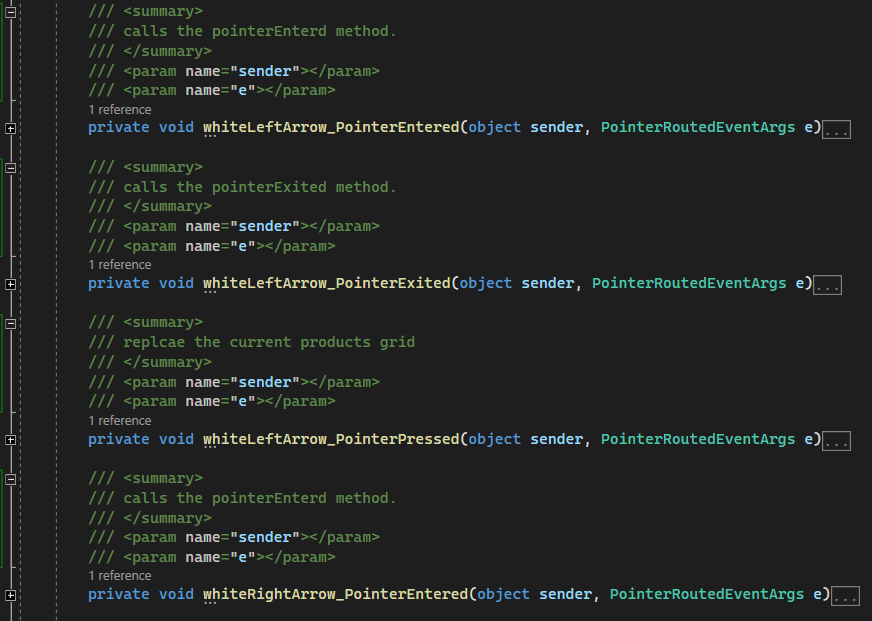 /// <summary>
/// calls the pointerEnterd method.
/// </summary>
/// <param name="sender"></param>
/// <param name="e"></param>
1 reference
private void whiteLeftArrow_PointerEntered(object sender, PointerRoutedEventArgs e)...
/// <summary>
/// calls the pointerExited method.
/// </summary>
/// <param name="sender"></param>
/// <param name="e"></param>
1 reference
private void whiteLeftArrow_PointerExited(object sender, PointerRoutedEventArgs e)...
/// <summary>
/// replcae the current products grid
/// </summary>
/// <param name="sender"></param>
/// <param name="e"></param>
1 reference
private void whiteLeftArrow_PointerPressed(object sender, PointerRoutedEventArgs e)...
/// <summary>
/// calls the pointerEnterd method.
/// </summary>
/// <param name="sender"></param>
/// <param name="e"></param>
1 reference
private void whiteRightArrow_PointerEntered(object sender, PointerRoutedEventArgs e)...